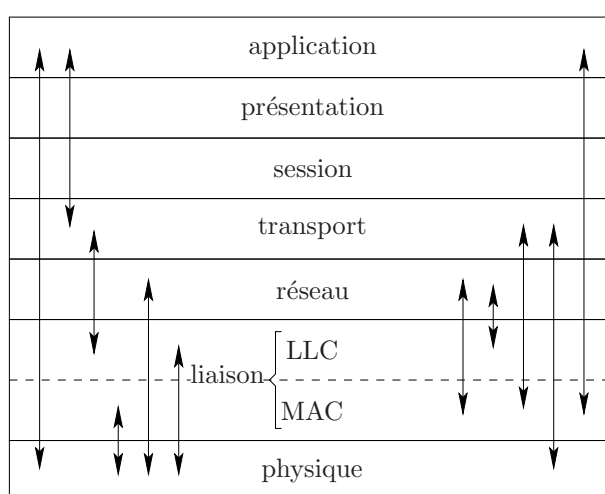 application
présentation
session
transport
réseau
LLC
liaison
MAC
physique